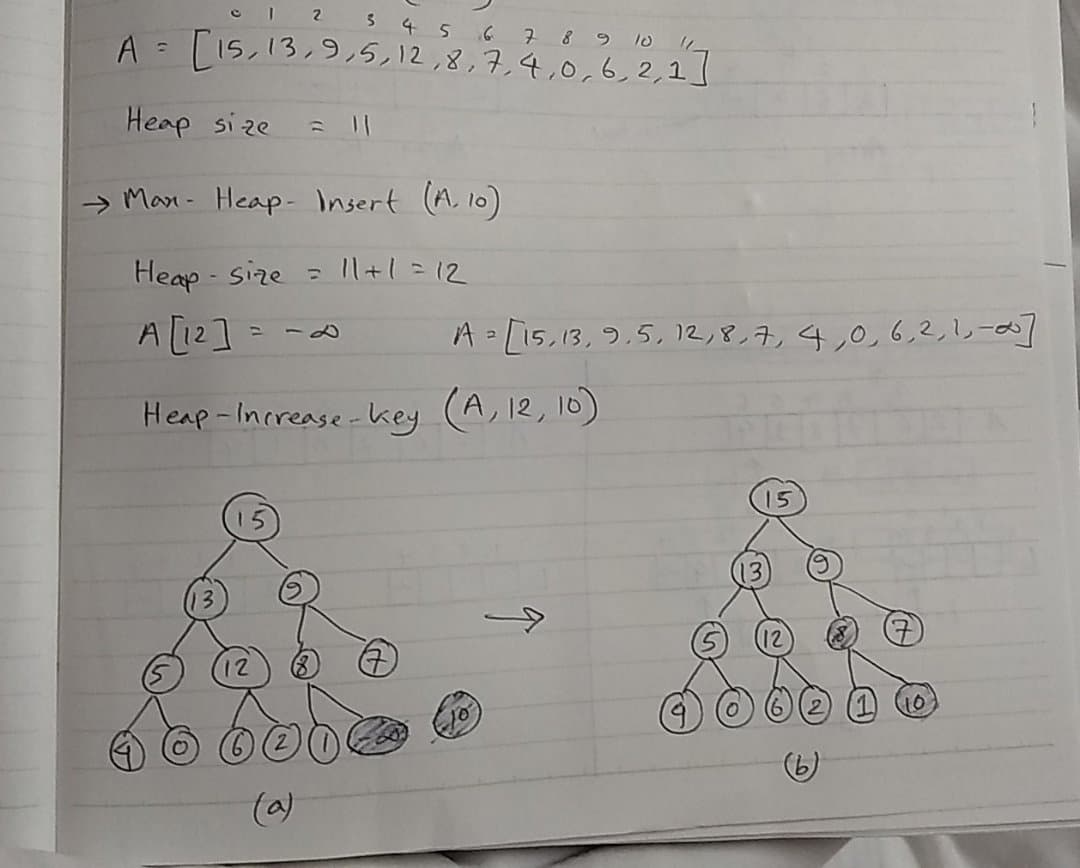 0 1 2 3 4 5 6 7 8 9 10 11
A = [15, 13, 9, 5, 12, 8, 7, 4, 0, 6, 2, 1]
Heap size = 11
→ Max - Heap - Insert (A, 10)
Heap - size = 11+1 = 12
A[12] = -∞ A = [15, 13, 9, 5, 12, 8, 7, 4, 0, 6, 2, 1, -∞]
Heap - Increase - key (A, 12, 10)
15
13 9
5 12 8 7
4 0 6 2 1 -∞ 10
(a)
→
15
13 9
5 12 8 7
4 0 6 2 1 10
(b)